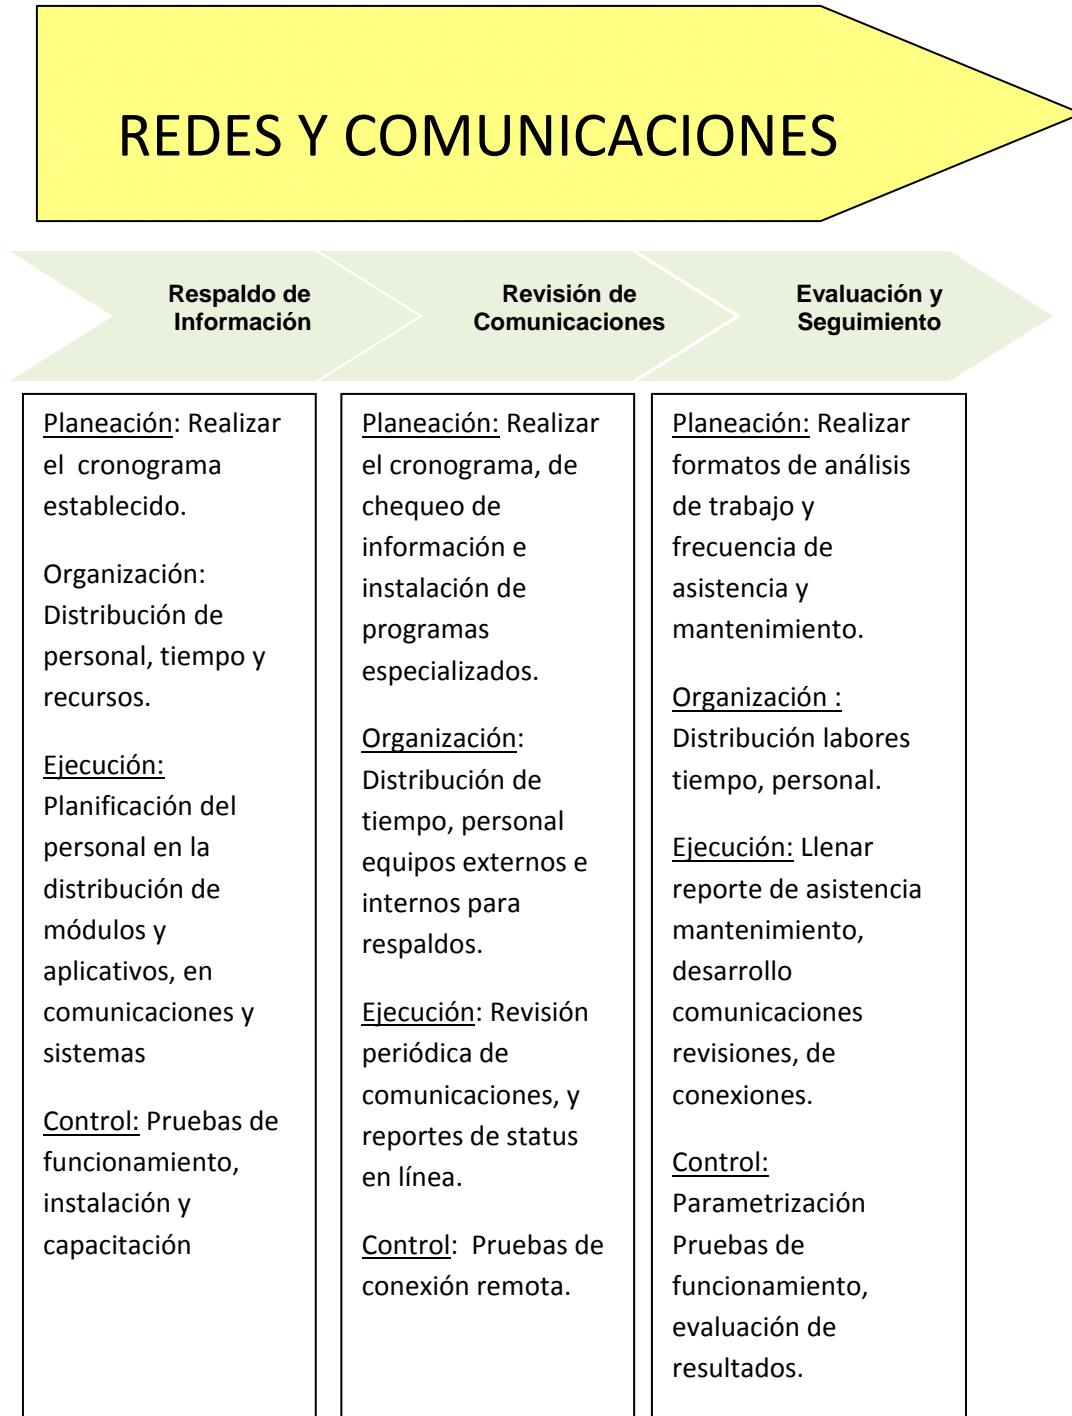 REDES Y COMUNICACIONES
Respaldo de
Información
Revisión de
Comunicaciones
Evaluación y
Seguimiento
Planeación: Realizar
el  cronograma
establecido.
Organización:
Distribución de
personal, tiempo y
recursos.
Ejecución:
Planificación del
personal en la
distribución de
módulos y
aplicativos, en
comunicaciones y
sistemas
Control: Pruebas de
funcionamiento,
instalación y
capacitación
Planeación: Realizar
el cronograma, de
chequeo de
información e
instalación de
programas
especializados.
Organización:
Distribución de
tiempo, personal
equipos externos e
internos para
respaldos.
Ejecución: Revisión
periódica de
comunicaciones, y
reportes de status
en línea.
Control:  Pruebas de
conexión remota.
Planeación: Realizar
formatos de análisis
de trabajo y
frecuencia de
asistencia y
mantenimiento.
Organización :
Distribución labores
tiempo, personal.
Ejecución: Llenar
reporte de asistencia
mantenimiento,
desarrollo
comunicaciones
revisiones, de
conexiones.
Control:
Parametrización
Pruebas de
funcionamiento,
evaluación de
resultados.